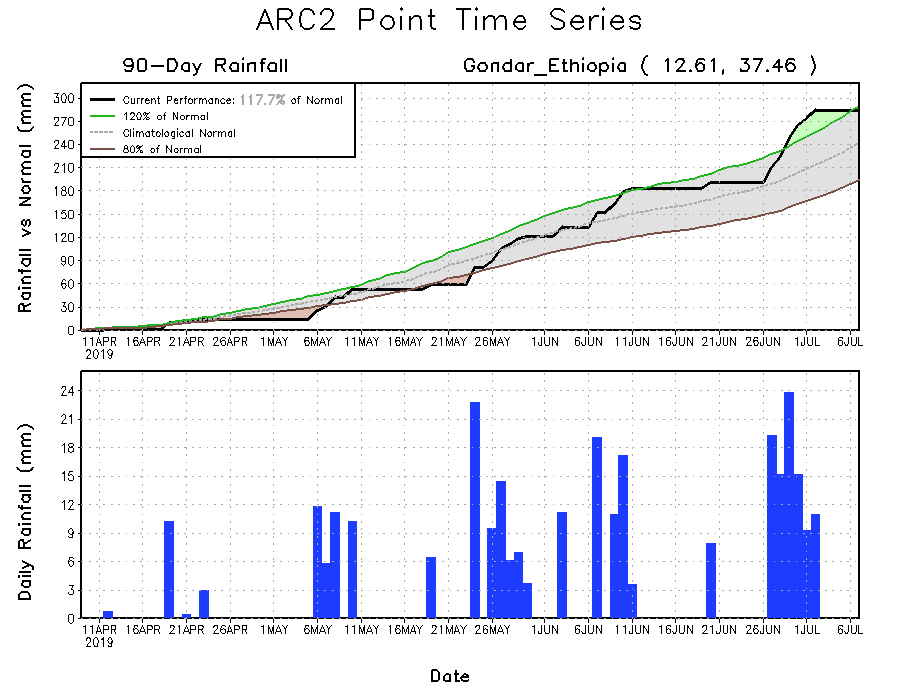 ARC2 Point Time Series
90-Day Rainfall
Gondar_Ethiopia ( 12.61, 37.46 )
Rainfall vs Normal (mm)
Current Performance: 117.7% of Normal
120% of Normal
Climatological Normal
80% of Normal
300
270
240
210
180
150
120
90
60
30
0
11APR 16APR 21APR 26APR 1MAY 6MAY 11MAY 16MAY 21MAY 26MAY 1JUN 6JUN 11JUN 16JUN 21JUN 26JUN 1JUL 6JUL
2019
Daily Rainfall (mm)
24
21
18
15
12
9
6
3
0
11APR 16APR 21APR 26APR 1MAY 6MAY 11MAY 16MAY 21MAY 26MAY 1JUN 6JUN 11JUN 16JUN 21JUN 26JUN 1JUL 6JUL
2019
Date